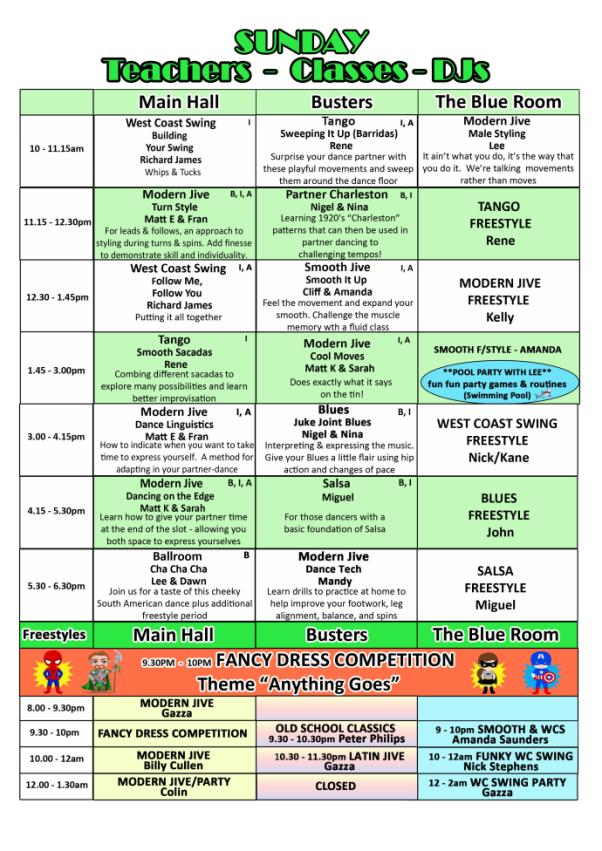 SUNDAY
Teachers - Classes - DJs
Main Hall
Busters
The Blue Room
10 - 11.15am
West Coast Swing I
Building
Your Swing
Richard James
Whips & Tucks
Tango I, A
Sweeping It Up (Barridas)
Rene
Surprise your dance partner with
these playful movements and sweep
them around the dance floor
Modern Jive
Male Styling
Lee
It ain't what you do, it's the way that
you do it. We're talking movements
rather than moves
11.15 - 12.30pm
Modern Jive B, I, A
Turn Style
Matt E & Fran
For leads & follows, an approach to
styling during turns & spins. Add finesse
to demonstrate skill and individuality.
Partner Charleston B, I
Nigel & Nina
Learning 1920's "Charleston"
patterns that can then be used in
partner dancing to
challenging tempos!
TANGO
FREESTYLE
Rene
12.30 - 1.45pm
West Coast Swing I, A
Follow Me,
Follow You
Richard James
Putting it all together
Smooth Jive I, A
Smooth It Up
Cliff & Amanda
Feel the movement and expand your
smooth. Challenge the muscle
memory wth a fluid class
MODERN JIVE
FREESTYLE
Kelly
1.45 - 3.00pm
Tango I
Smooth Sacadas
Rene
Combing different sacadas to
explore many possibilities and learn
better improvisation
Modern Jive I, A
Cool Moves
Matt K & Sarah
Does exactly what it says
on the tin!
SMOOTH F/STYLE - AMANDA
**POOL PARTY WITH LEE**
fun fun party games & routines
(Swimming Pool)
3.00 - 4.15pm
Modern Jive I, A
Dance Linguistics
Matt E & Fran
How to indicate when you want to take
time to express yourself. A method for
adapting in your partner-dance
Blues B, I
Juke Joint Blues
Nigel & Nina
Interpreting & expressing the music.
Give your Blues a little flair using hip
action and changes of pace
WEST COAST SWING
FREESTYLE
Nick/Kane
4.15 - 5.30pm
Modern Jive B, I, A
Dancing on the Edge
Matt K & Sarah
Learn how to give your partner time
at the end of the slot - allowing you
both space to express yourselves
Salsa B, I
Miguel
For those dancers with a
basic foundation of Salsa
BLUES
FREESTYLE
John
5.30 - 6.30pm
Ballroom B
Cha Cha Cha
Lee & Dawn
Join us for a taste of this cheeky
South American dance plus additional
freestyle period
Modern Jive
Dance Tech
Mandy
Learn drills to practice at home to
help improve your footwork, leg
alignment, balance, and spins
SALSA
FREESTYLE
Miguel
Freestyles
Main Hall
Busters
The Blue Room
9.30PM - 10PM FANCY DRESS COMPETITION
Theme "Anything Goes"
8.00 - 9.30pm
MODERN JIVE
Gazza
9.30 - 10pm
FANCY DRESS COMPETITION
OLD SCHOOL CLASSICS
9.30 - 10.30pm Peter Philips
9 - 10pm SMOOTH & WCS
Amanda Saunders
10.00 - 12am
MODERN JIVE
Billy Cullen
10.30 - 11.30pm LATIN JIVE
Gazza
10 - 12am FUNKY WC SWING
Nick Stephens
12.00 - 1.30am
MODERN JIVE/PARTY
Colin
CLOSED
12 - 2am WC SWING PARTY
Gazza